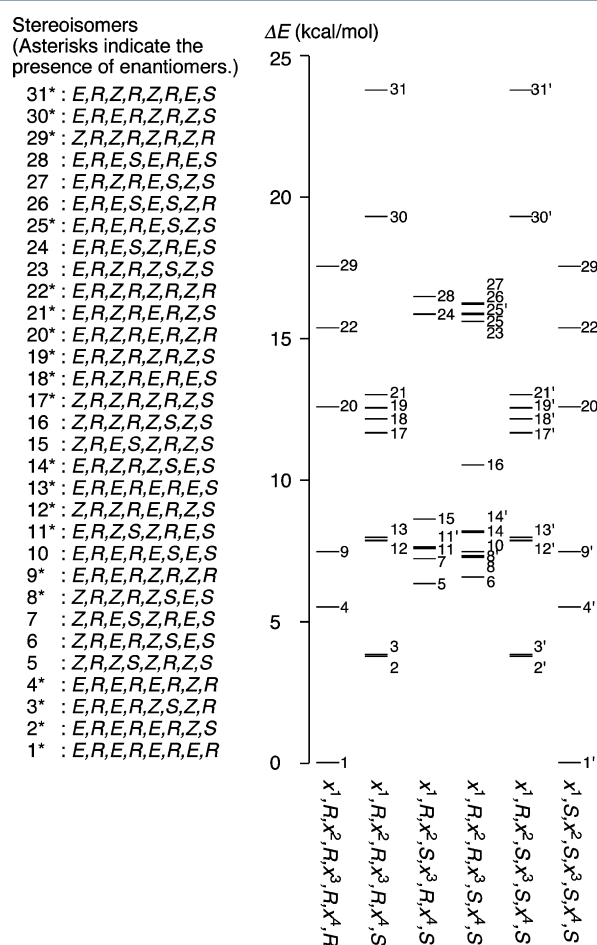 Stereoisomers
(Asterisks indicate the
presence of enantiomers.)
31* : E,R,Z,R,Z,R,E,S
30* : E,R,E,R,Z,R,Z,S
29* : Z,R,Z,R,Z,R,Z,R
28 : E,R,E,S,E,R,E,S
27 : E,R,Z,R,E,S,Z,S
26 : E,R,E,S,E,S,Z,R
25* : E,R,E,R,E,S,Z,S
24 : E,R,E,S,Z,R,E,S
23 : E,R,Z,R,Z,S,Z,S
22* : E,R,Z,R,Z,R,Z,R
21* : E,R,Z,R,E,R,Z,S
20* : E,R,E,R,E,R,Z,R
19* : E,R,Z,R,Z,R,Z,S
18* : E,R,Z,R,E,R,E,S
17* : Z,R,Z,R,Z,R,Z,S
16 : Z,R,Z,R,Z,S,Z,S
15 : Z,R,E,S,Z,R,Z,S
14* : E,R,Z,R,Z,S,E,S
13* : E,R,E,R,E,R,E,S
12* : Z,R,Z,R,E,R,Z,S
11* : E,R,Z,S,Z,R,E,S
10 : E,R,E,R,E,S,E,S
9* : E,R,E,R,Z,R,Z,R
8* : Z,R,Z,R,Z,S,E,S
7 : Z,R,E,S,Z,R,E,S
6 : Z,R,E,R,Z,S,E,S
5 : Z,R,Z,S,Z,R,Z,S
4* : E,R,E,R,E,R,Z,R
3* : E,R,E,R,Z,S,Z,R
2* : E,R,E,R,E,R,Z,S
1* : E,R,E,R,E,R,E,R
ΔE (kcal/mol)
25
20
15
10
5
0
29
22
20
9
4
1
31
30
21
19
18
17
13
12
3
2
28
24
15
11'
11
7
5
27
26
25'
25
23
16
14'
14
10
8'
8
6
31'
30'
21'
19'
18'
17'
13'
12'
3'
2'
9'
4'
1'
x1,R,x2,R,x3,R,x4,R
x1,R,x2,R,x3,R,x4,S
x1,R,x2,S,x3,R,x4,S
x1,R,x2,R,x3,S,x4,S
x1,R,x2,S,x3,S,x4,S
x1,S,x2,S,x3,S,x4,S